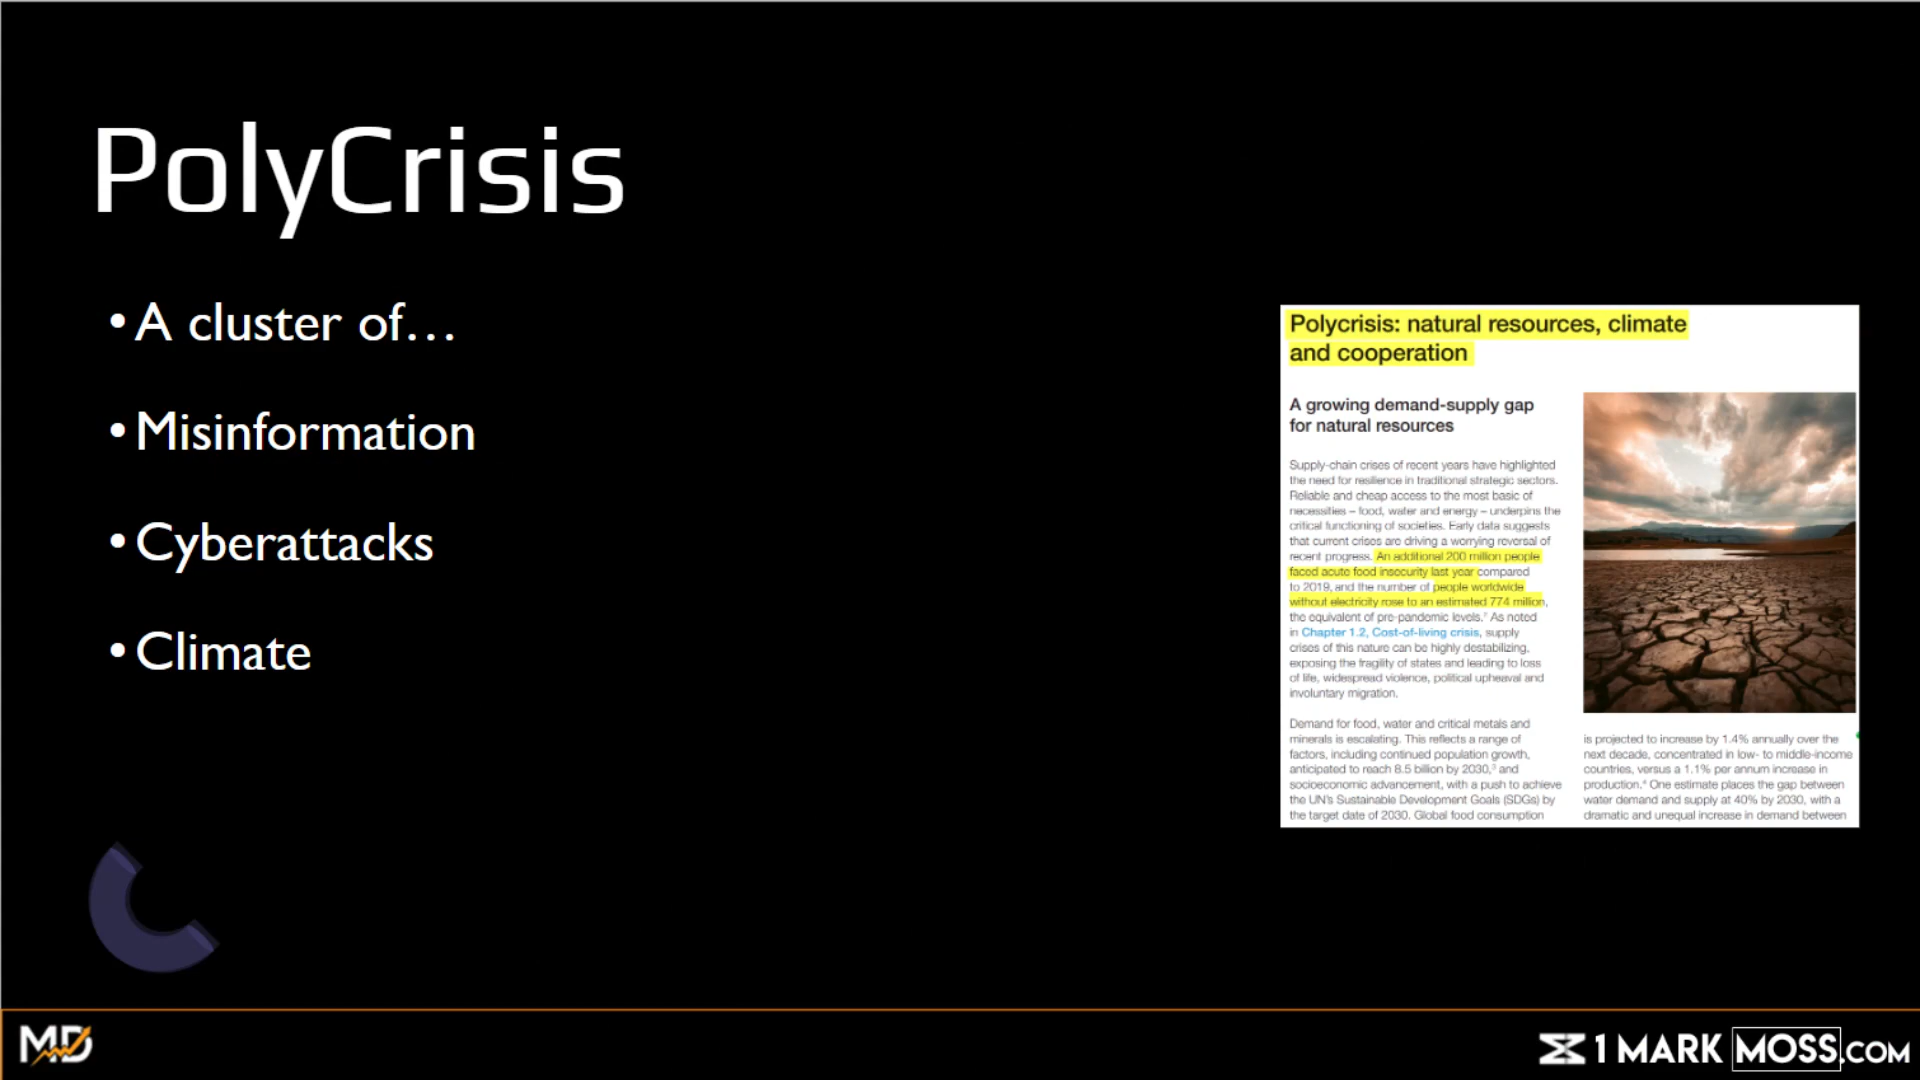 PolyCrisis
• A cluster of…
• Misinformation
• Cyberattacks
• Climate
Polycrisis: natural resources, climate
and cooperation
A growing demand-supply gap
for natural resources
Supply-chain crises of recent years have highlighted
the need for resilience in traditional strategic sectors.
Reliable and cheap access to the most basic of
necessities – food, water and energy – underpins the
critical functioning of societies. Early data suggests
that current crises are driving a worrying reversal of
recent progress. An additional 200 million people
faced acute food insecurity last year compared
to 2019, and the number of people worldwide
without electricity rose to an estimated 774 million,
the equivalent of pre-pandemic levels.² As noted
in Chapter 1.2, Cost-of-living crisis, supply
crises of this nature can be highly destabilizing,
exposing the fragility of states and leading to loss
of life, widespread violence, political upheaval and
involuntary migration.
Demand for food, water and critical metals and
minerals is escalating. This reflects a range of
factors, including continued population growth,
anticipated to reach 8.5 billion by 2030,³ and
socioeconomic advancement, with a push to achieve
the UN's Sustainable Development Goals (SDGs) by
the target date of 2030. Global food consumption
is projected to increase by 1.4% annually over the
next decade, concentrated in low- to middle-income
countries, versus a 1.1% per annum increase in
production.⁴ One estimate places the gap between
water demand and supply at 40% by 2030, with a
dramatic and unequal increase in demand between
MD
1 MARK MOSS.COM